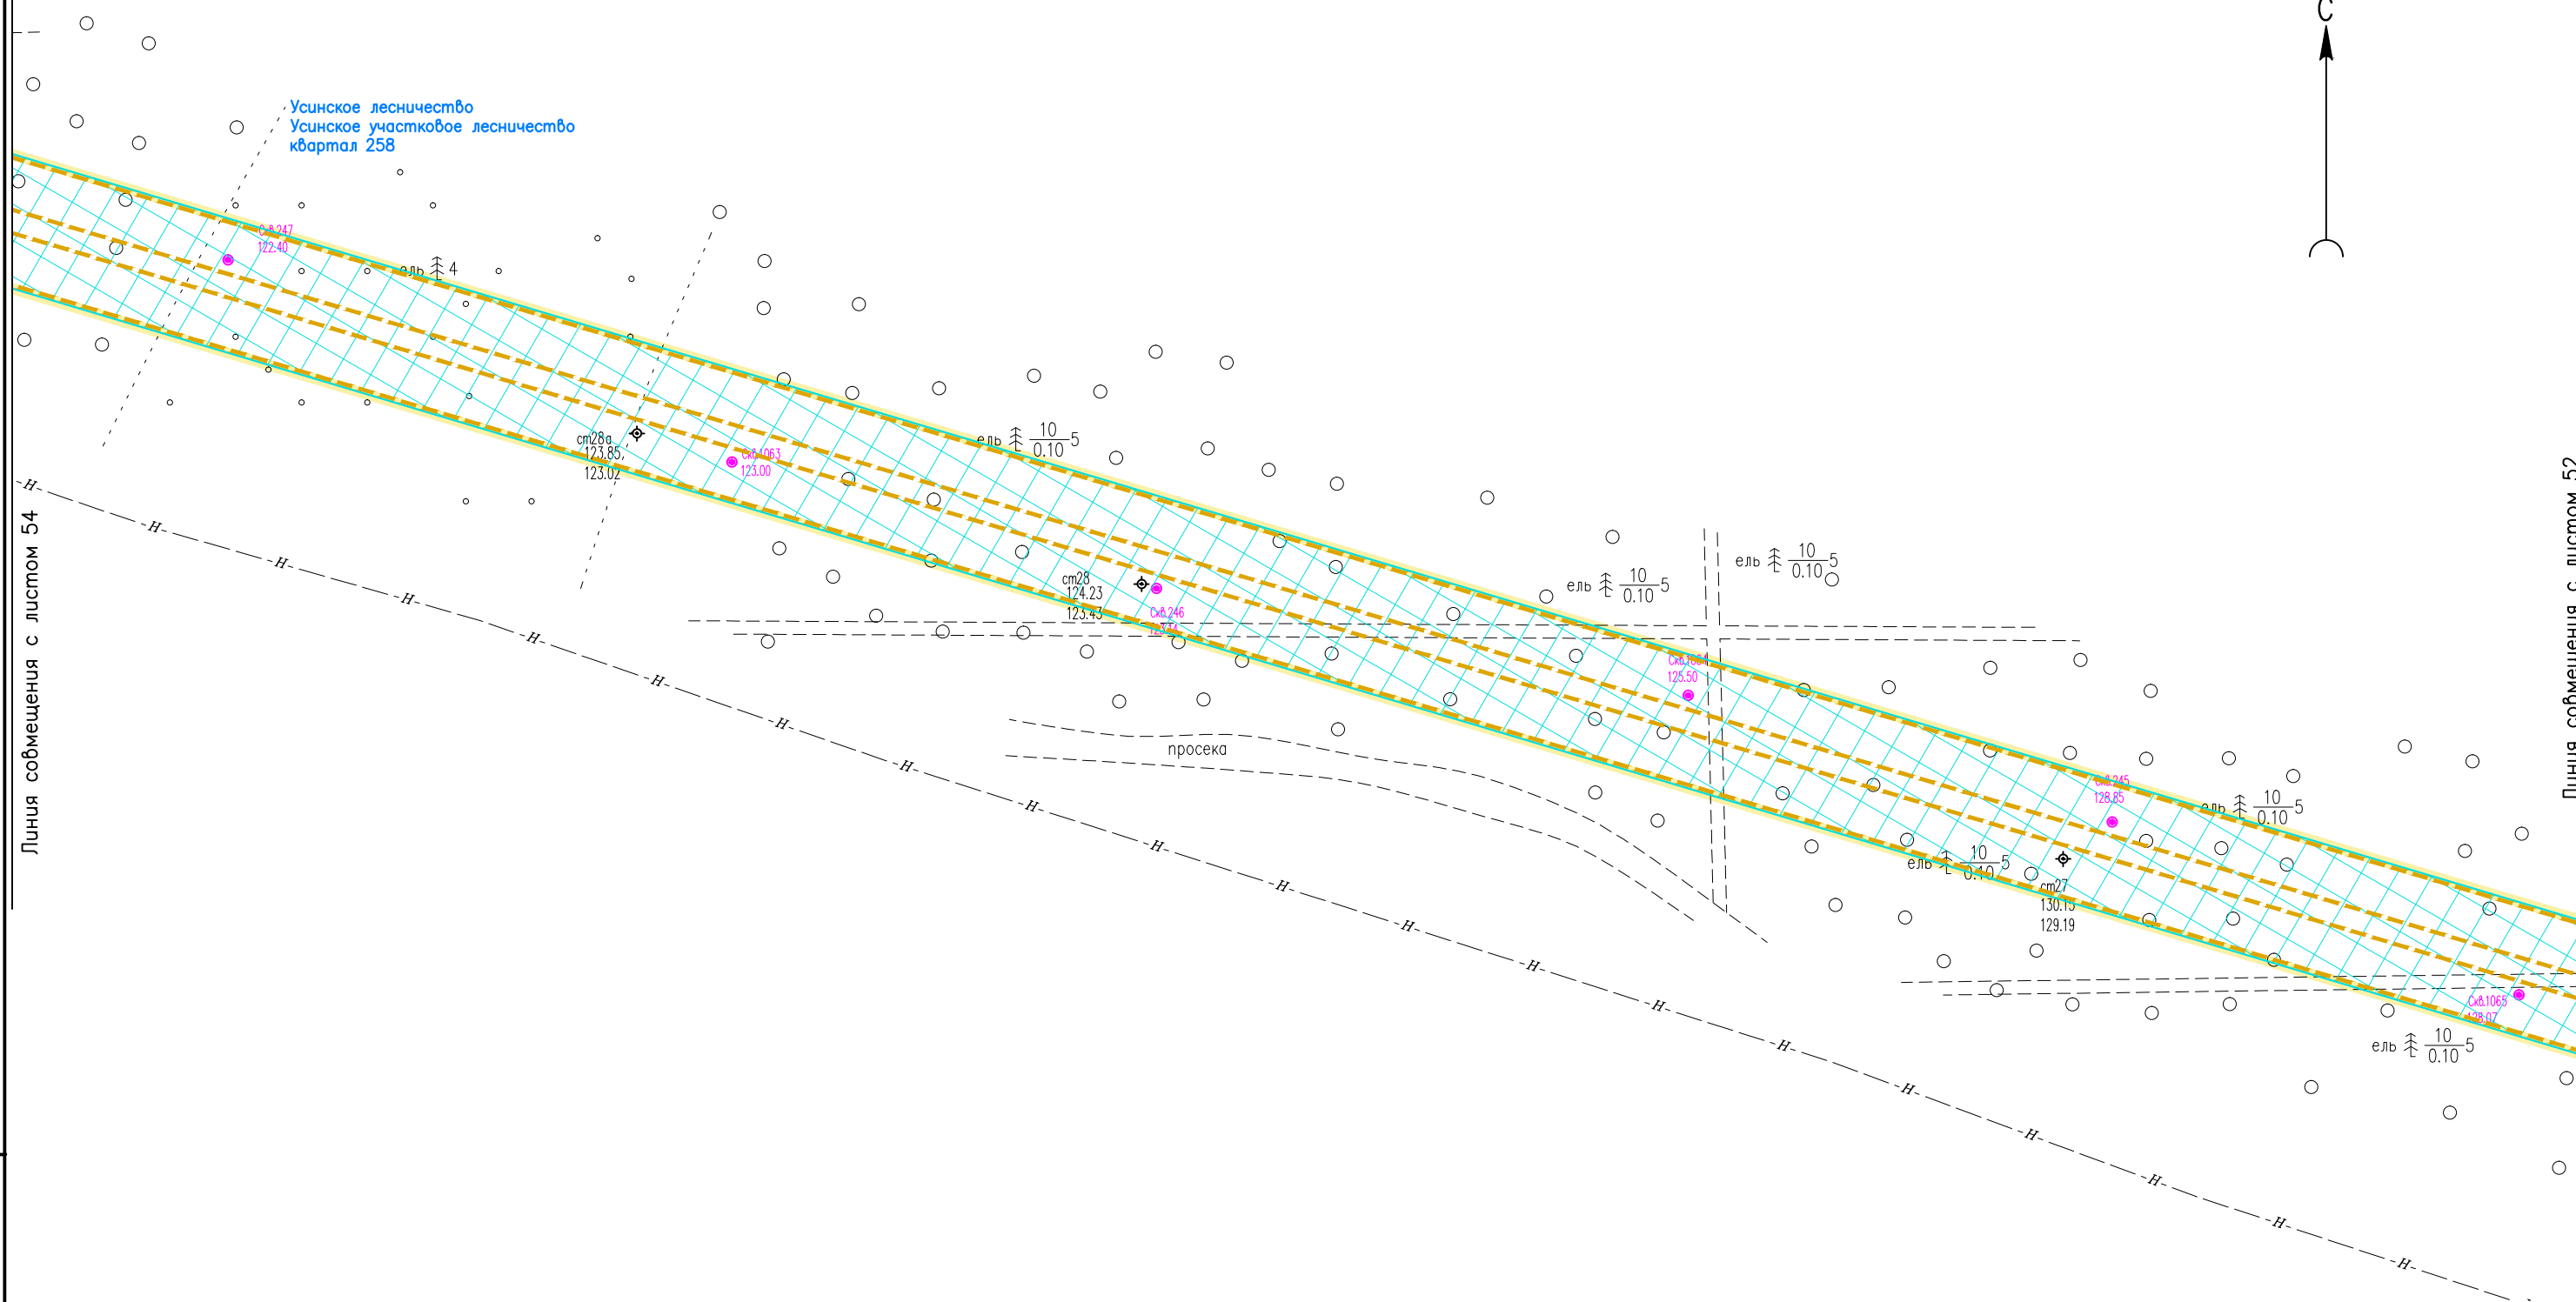 С
Усинское лесничество
Усинское участковое лесничество
квартал 258
Скв.247
122.40
ель 4
ст28а
123.85,
123.02
Скв.1063
123.00
ель 10 5
0.10
ст28
124.23
123.43
Скв.246
ель 10 5
0.10
ель 10 5
0.10
125.50
просека
Скв.245
128.85
ель 10 5
0.10
ель 10 5
0.10
ст27
130.15
129.19
Скв.1065
128.07
ель 10 5
0.10
Линия совмещения с листом 54
Линия совмещения с листом 52
Н Н Н Н Н Н Н Н Н Н Н Н Н Н Н Н Н Н Н Н